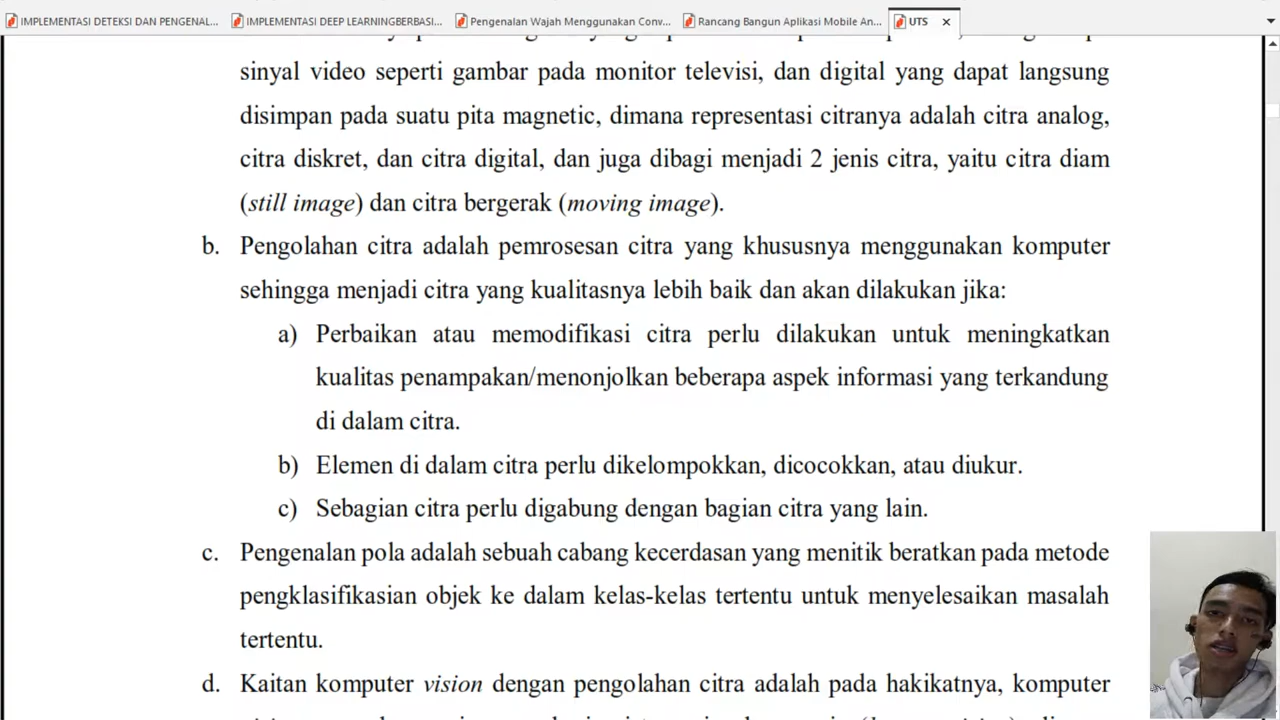 IMPLEMENTASI DETEKSI DAN PENGENAL... IMPLEMENTASI DEEP LEARNINGBERBASI... Pengenalan Wajah Menggunakan Conv... Rancang Bangun Aplikasi Mobile An... UTS
sinyal video seperti gambar pada monitor televisi, dan digital yang dapat langsung
disimpan pada suatu pita magnetic, dimana representasi citranya adalah citra analog,
citra diskret, dan citra digital, dan juga dibagi menjadi 2 jenis citra, yaitu citra diam
(still image) dan citra bergerak (moving image).
b. Pengolahan citra adalah pemrosesan citra yang khususnya menggunakan komputer
sehingga menjadi citra yang kualitasnya lebih baik dan akan dilakukan jika:
a) Perbaikan atau memodifikasi citra perlu dilakukan untuk meningkatkan
kualitas penampakan/menonjolkan beberapa aspek informasi yang terkandung
di dalam citra.
b) Elemen di dalam citra perlu dikelompokkan, dicocokkan, atau diukur.
c) Sebagian citra perlu digabung dengan bagian citra yang lain.
c. Pengenalan pola adalah sebuah cabang kecerdasan yang menitik beratkan pada metode
pengklasifikasian objek ke dalam kelas-kelas tertentu untuk menyelesaikan masalah
tertentu.
d. Kaitan komputer vision dengan pengolahan citra adalah pada hakikatnya, komputer